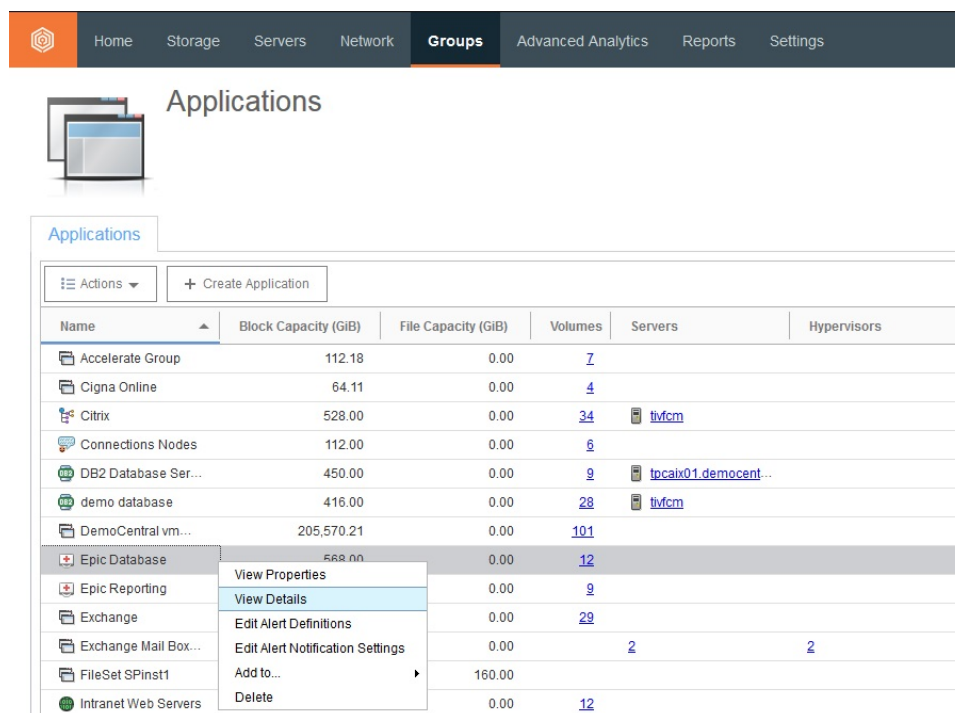 Home Storage Servers Network Groups Advanced Analytics Reports Settings
Applications
Applications
Actions + Create Application
Name Block Capacity (GiB) File Capacity (GiB) Volumes Servers Hypervisors
Accelerate Group 112.18 0.00 7
Cigna Online 64.11 0.00 4
Citrix 528.00 0.00 34 tivfcm
Connections Nodes 112.00 0.00 6
DB2 Database Ser... 450.00 0.00 9 tpcaix01.democent...
demo database 416.00 0.00 28 tivfcm
DemoCentral vm... 205,570.21 0.00 101
Epic Database 568.00 0.00 12
View Properties
Epic Reporting 0.00 9
View Details
Exchange 0.00 29
Edit Alert Definitions
Exchange Mail Box... 0.00 2 2
Edit Alert Notification Settings
FileSet SPinst1 160.00
Add to...
Intranet Web Servers 0.00 12
Delete